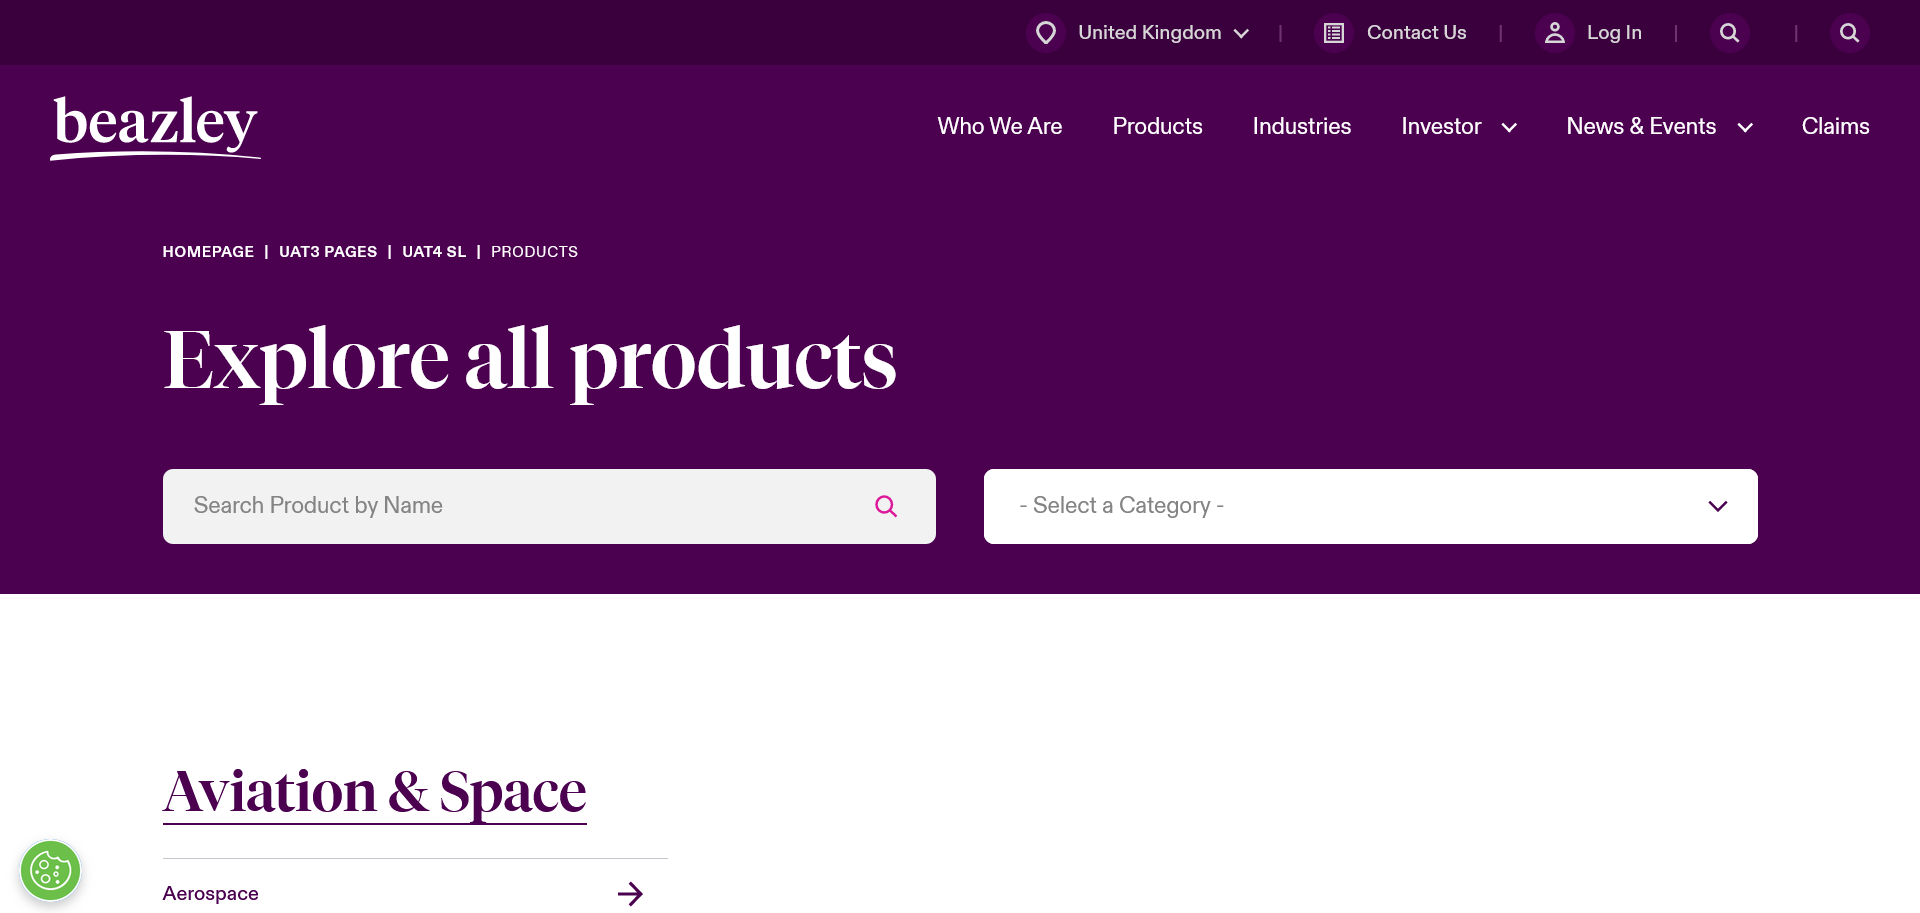 United Kingdom | Contact Us | Log In | |
beazley
Who We Are Products Industries Investor News & Events Claims
HOMEPAGE | UAT3 PAGES | UAT4 SL | PRODUCTS
Explore all products
Search Product by Name
- Select a Category -
Aviation & Space
Aerospace